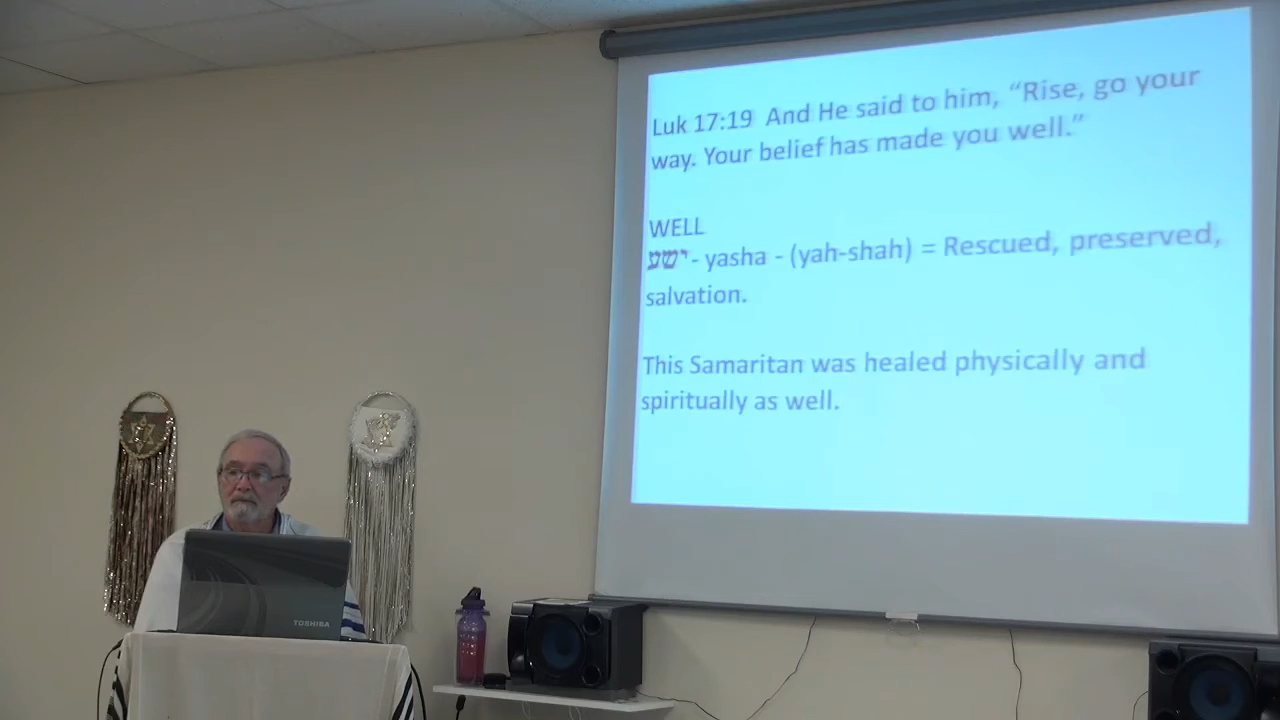 Luk 17:19 And He said to him, “Rise, go your
way. Your belief has made you well.”
WELL
ישע - yasha - (yah-shah) = Rescued, preserved,
salvation.
This Samaritan was healed physically and
spiritually as well.
TOSHIBA